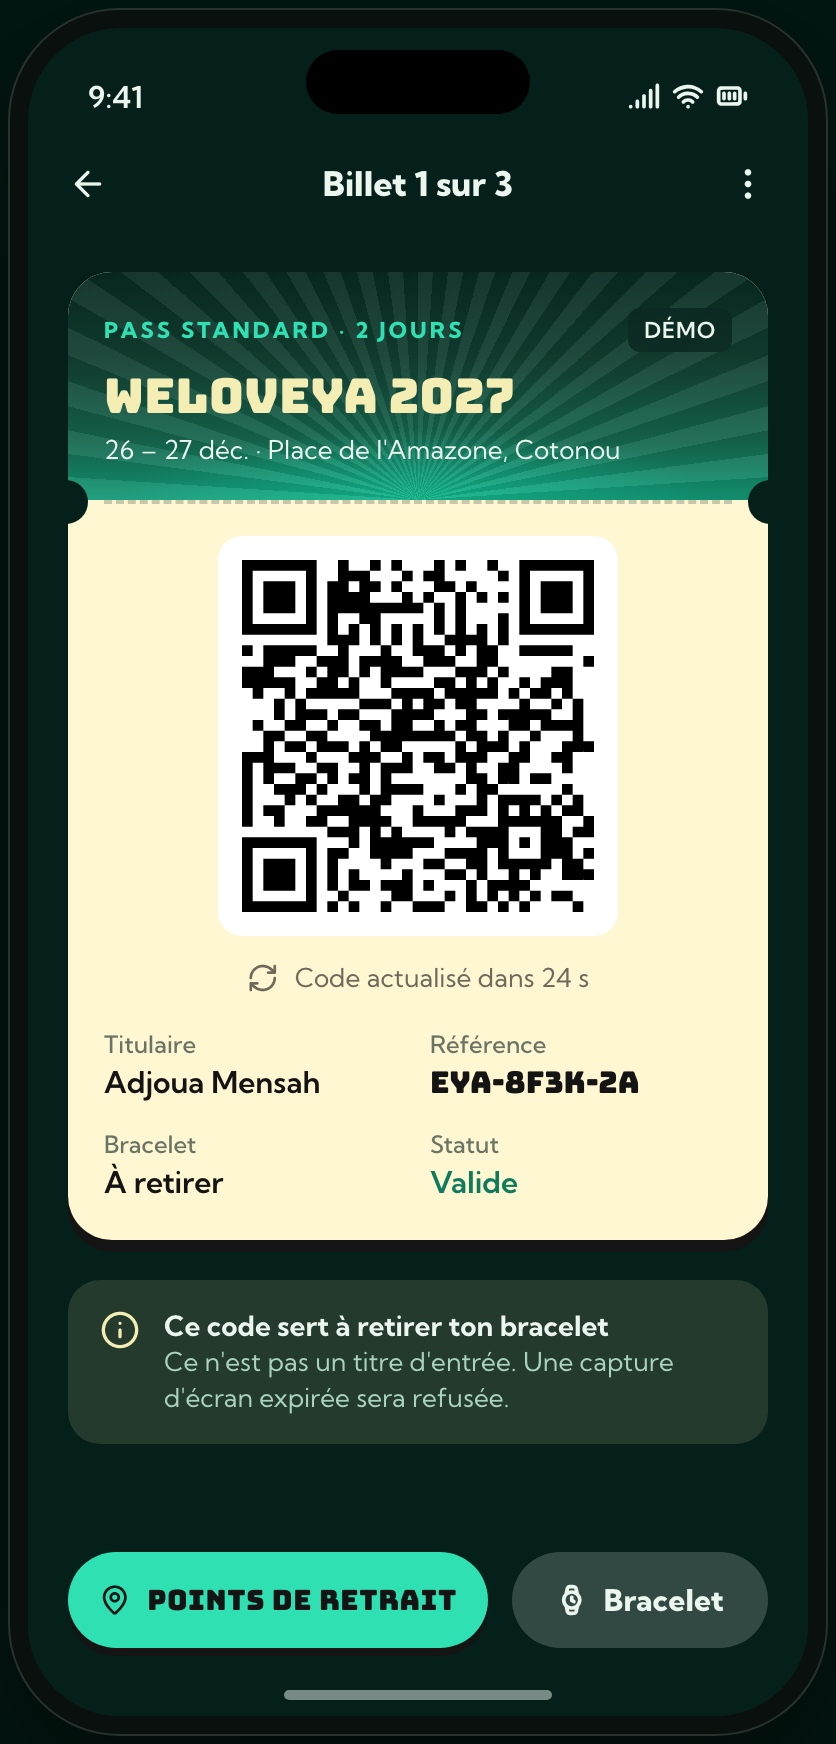 9:41
Billet 1 sur 3
PASS STANDARD · 2 JOURS
DÉMO
WELOVEYA 2027
26 – 27 déc. · Place de l'Amazone, Cotonou
Code actualisé dans 24 s
Titulaire
Adjoua Mensah
Référence
EYA-8F3K-2A
Bracelet
À retirer
Statut
Valide
Ce code sert à retirer ton bracelet
Ce n'est pas un titre d'entrée. Une capture
d'écran expirée sera refusée.
POINTS DE RETRAIT
Bracelet